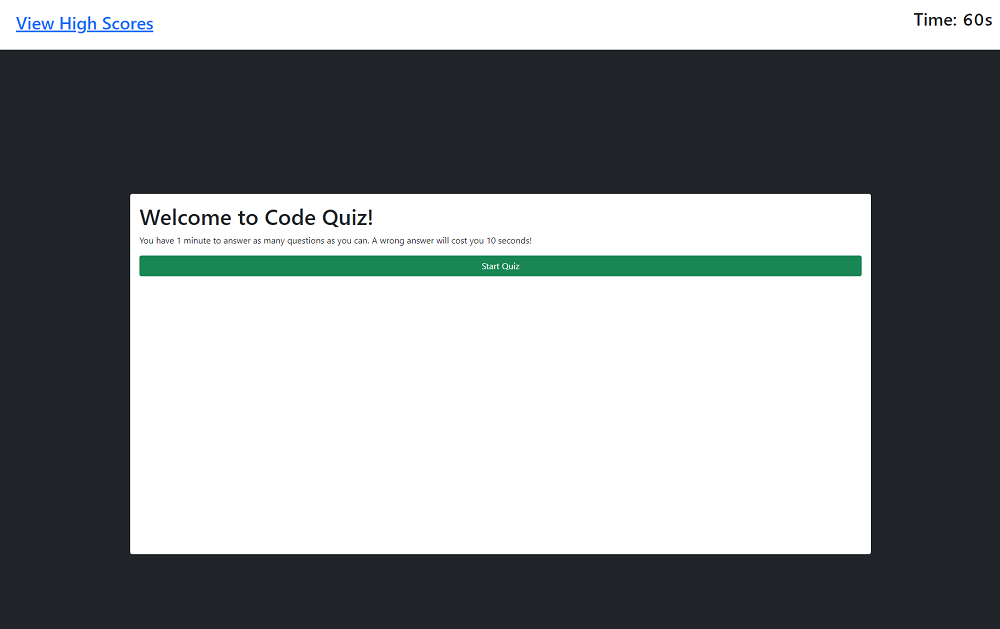 View High Scores
Time: 60s
Welcome to Code Quiz!
You have 1 minute to answer as many questions as you can. A wrong answer will cost you 10 seconds!
Start Quiz